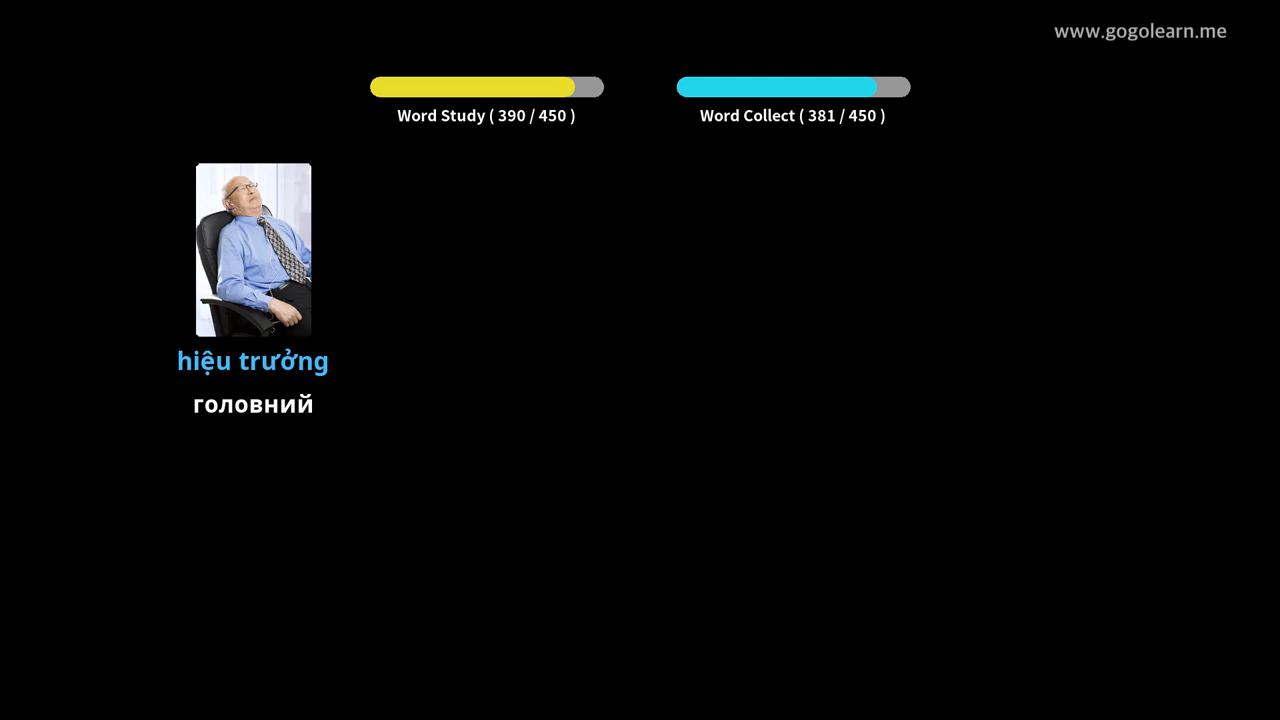 www.gogolearn.me
Word Study ( 390 / 450 )
Word Collect ( 381 / 450 )
hiệu trưởng
головний